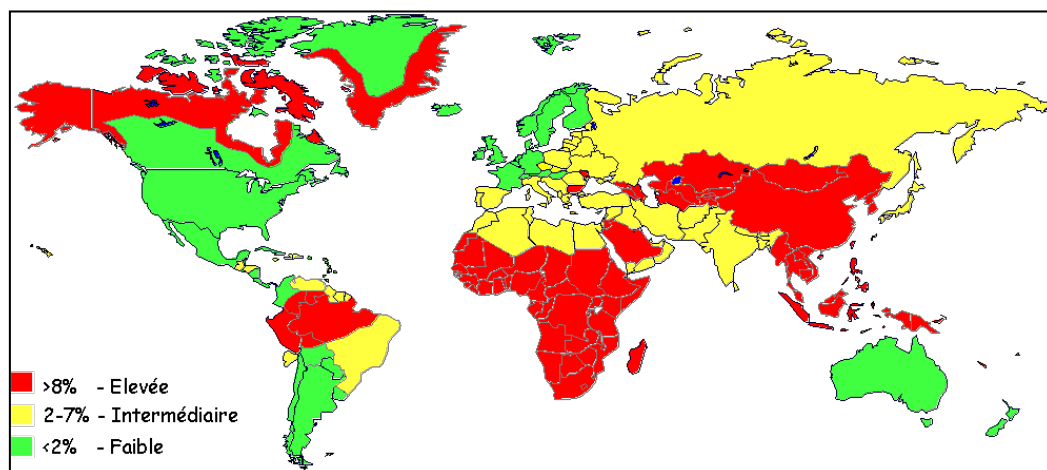 >8% - Elevée
2-7% - Intermédiaire
<2% - Faible